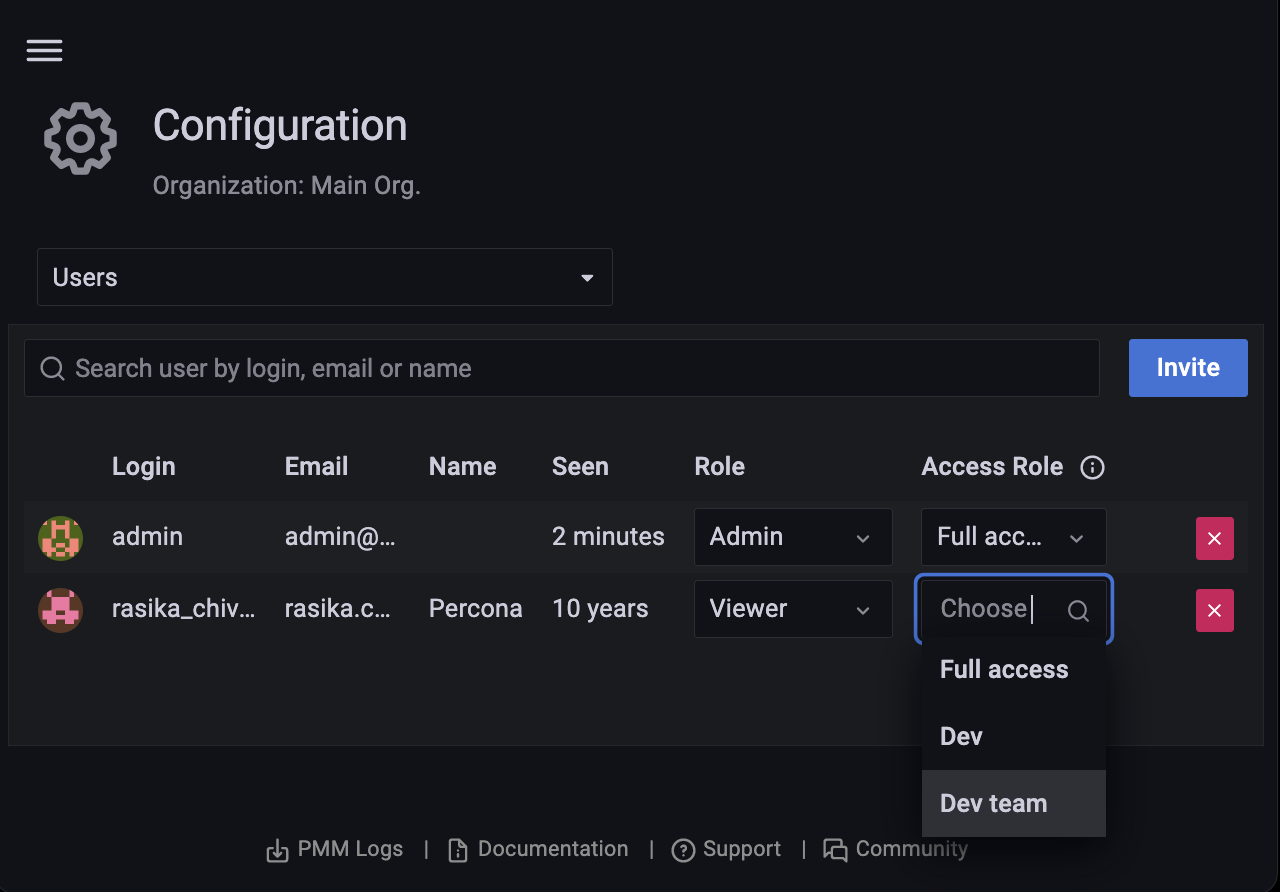 Configuration
Organization: Main Org.
Users
Search user by login, email or name
Invite
Login Email Name Seen Role Access Role
admin admin@... 2 minutes Admin Full acc...
rasika_chiv... rasika.c... Percona 10 years Viewer Choose
Full access
Dev
Dev team
PMM Logs | Documentation | Support | Community